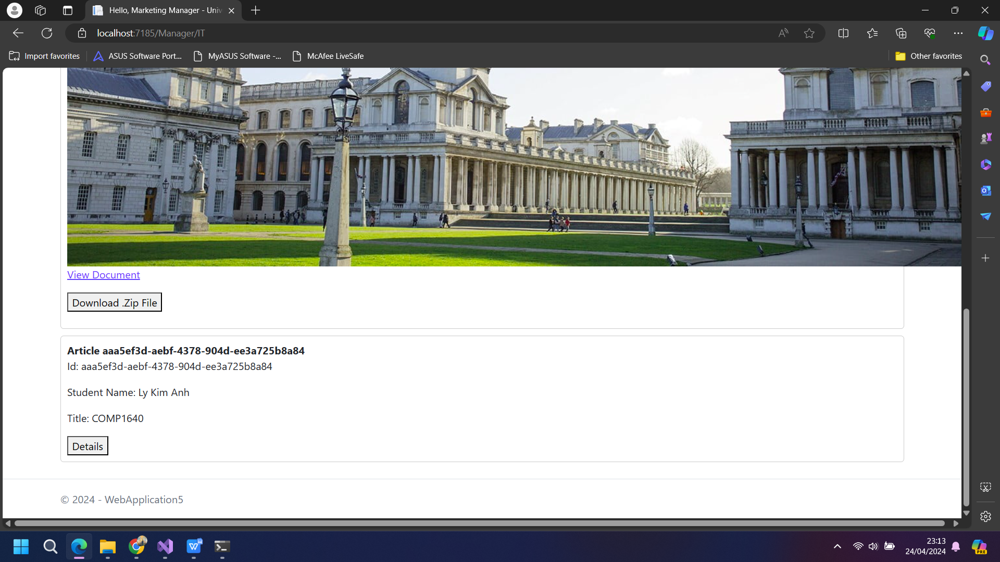 Hello, Marketing Manager - Univ
localhost:7185/Manager/IT
Import favorites
ASUS Software Port...
MyASUS Software -...
McAfee LiveSafe
Other favorites
View Document
Download .Zip File
Article aaa5ef3d-aebf-4378-904d-ee3a725b8a84
Id: aaa5ef3d-aebf-4378-904d-ee3a725b8a84
Student Name: Ly Kim Anh
Title: COMP1640
Details
© 2024 - WebApplication5
23:13
24/04/2024
PRE